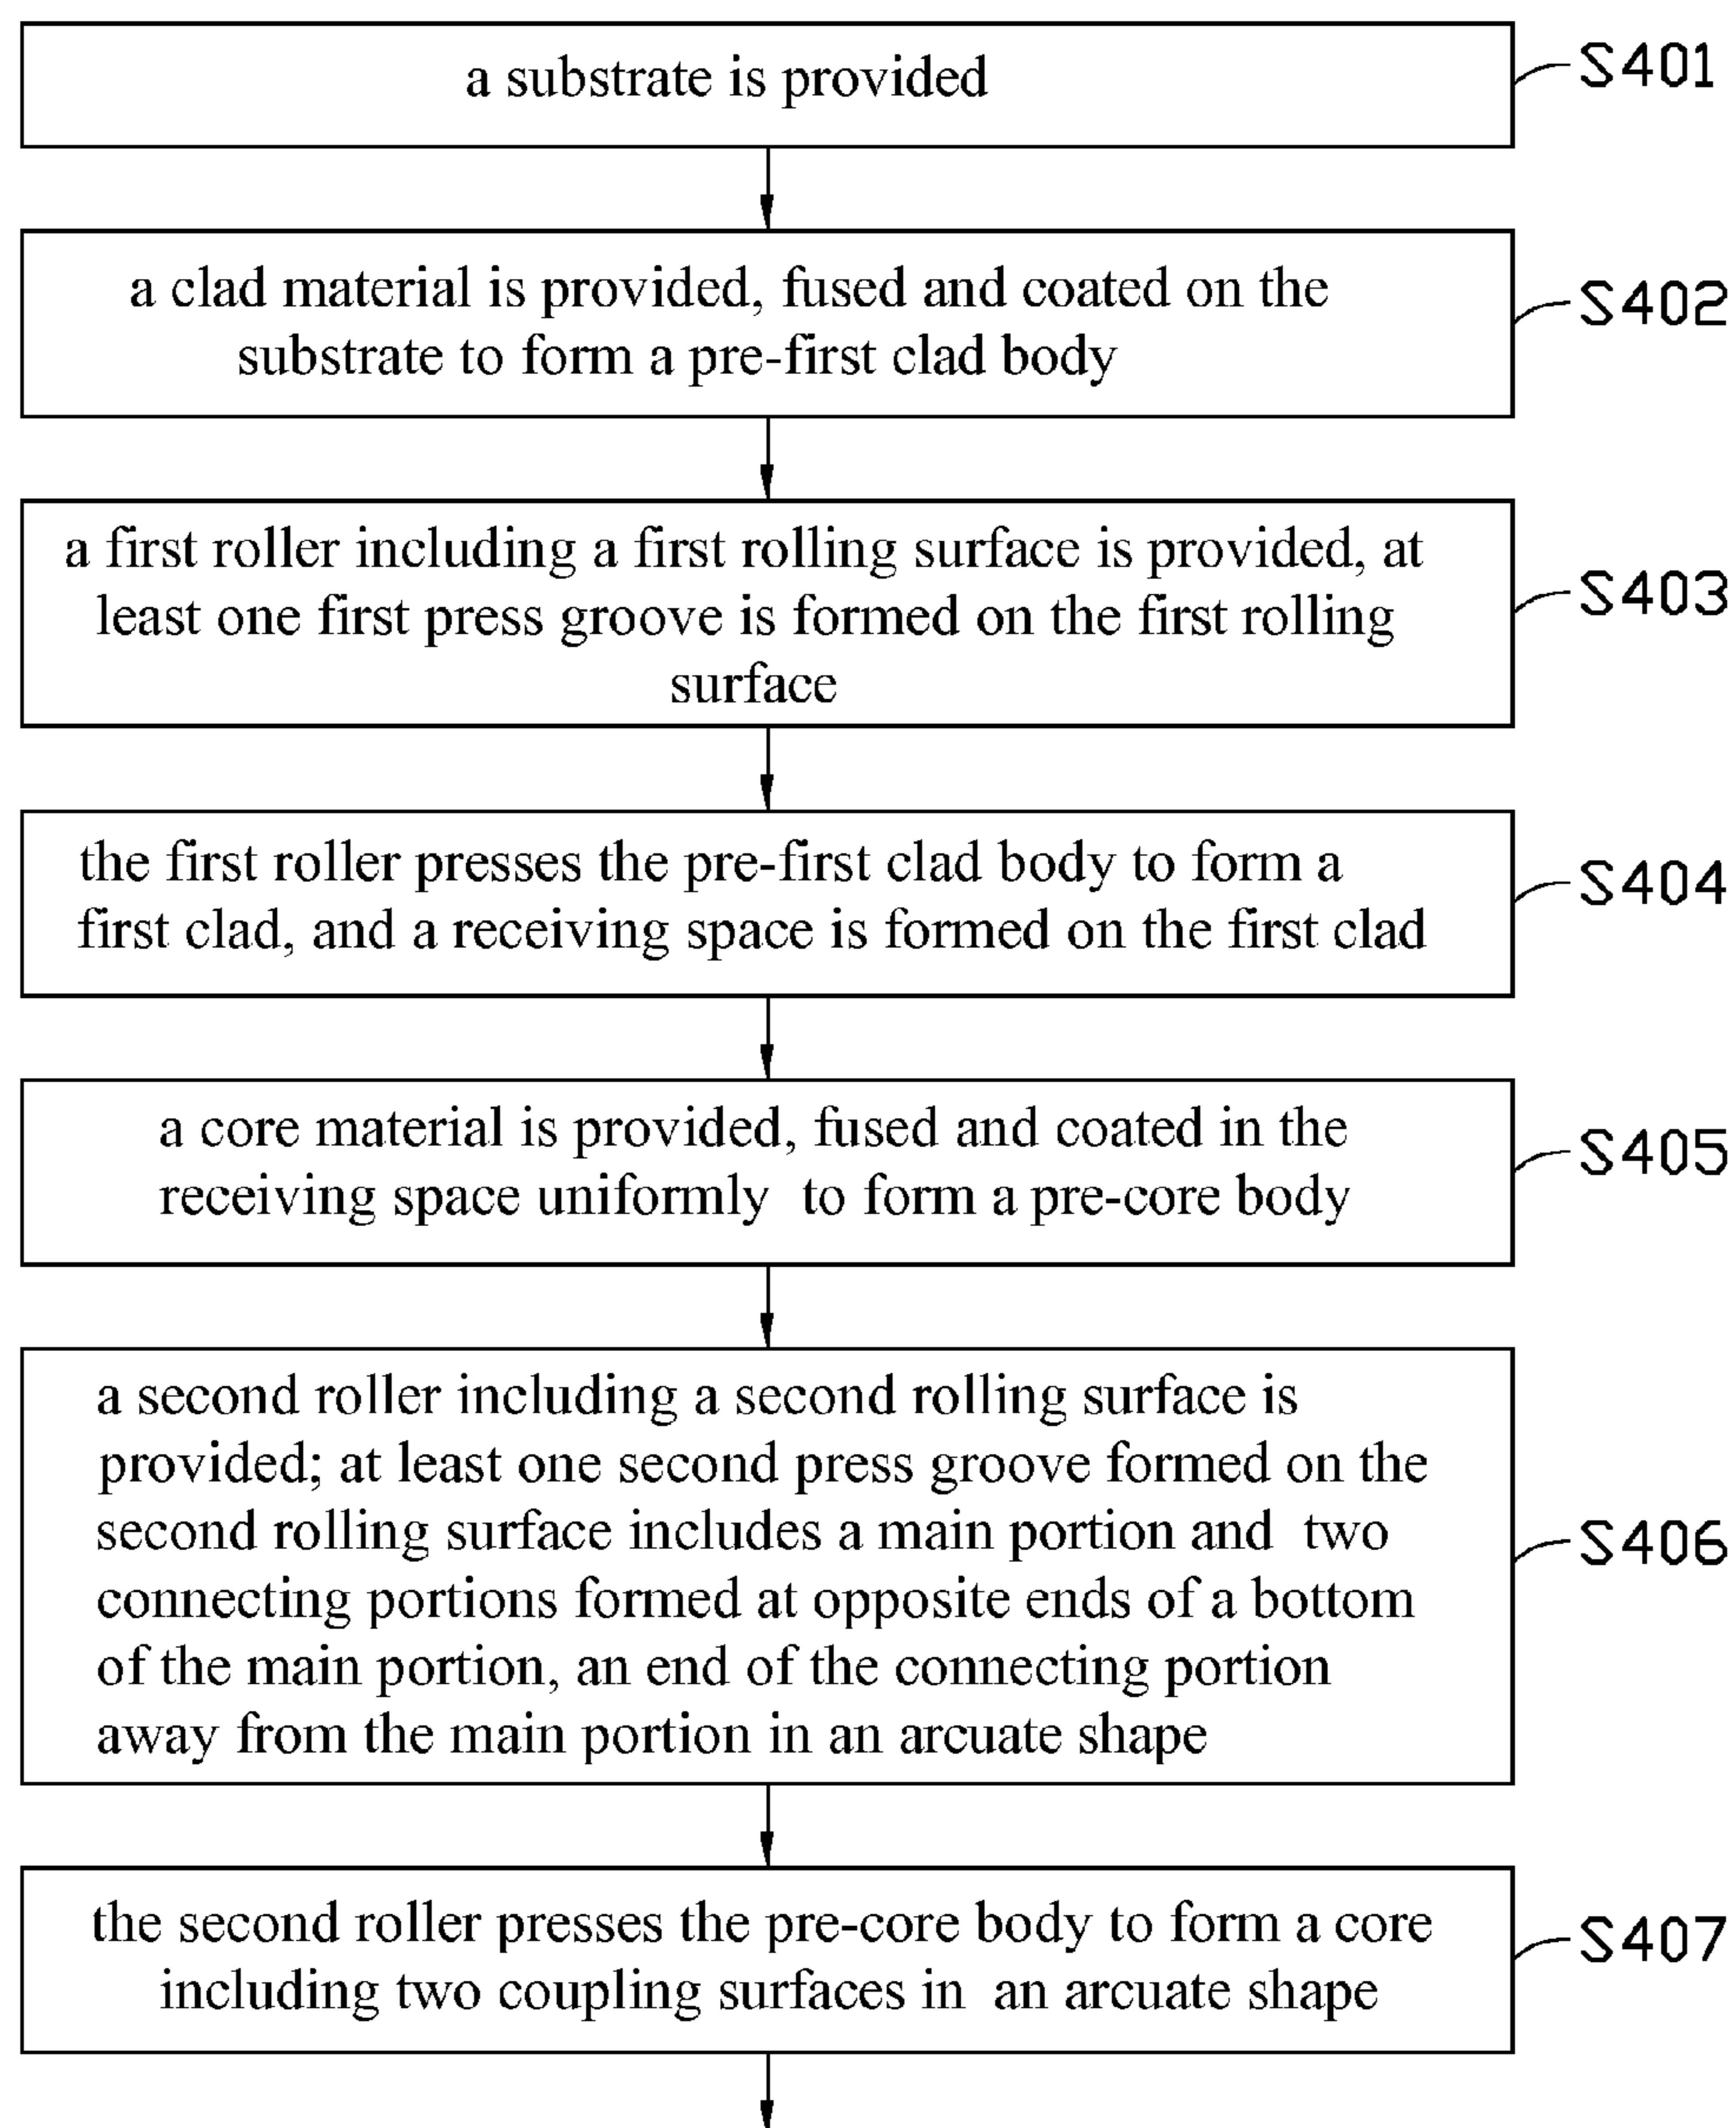 a substrate is provided
S401
a clad material is provided, fused and coated on the
substrate to form a pre-first clad body
S402
a first roller including a first rolling surface is provided, at
least one first press groove is formed on the first rolling
surface
S403
the first roller presses the pre-first clad body to form a
first clad, and a receiving space is formed on the first clad
S404
a core material is provided, fused and coated in the
receiving space uniformly to form a pre-core body
S405
a second roller including a second rolling surface is
provided; at least one second press groove formed on the
second rolling surface includes a main portion and two
connecting portions formed at opposite ends of a bottom
of the main portion, an end of the connecting portion
away from the main portion in an arcuate shape
S406
the second roller presses the pre-core body to form a core
including two coupling surfaces in an arcuate shape
S407